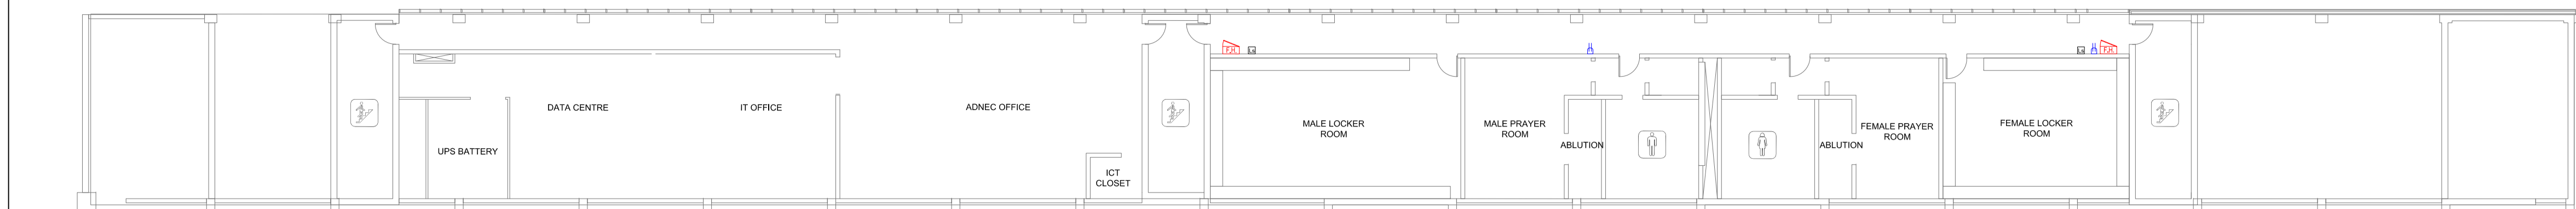 F.H.
F.H.
DATA CENTRE
IT OFFICE
ADNEC OFFICE
UPS BATTERY
ICT
CLOSET
MALE LOCKER
ROOM
MALE PRAYER
ROOM
ABLUTION
ABLUTION
FEMALE PRAYER
ROOM
FEMALE LOCKER
ROOM